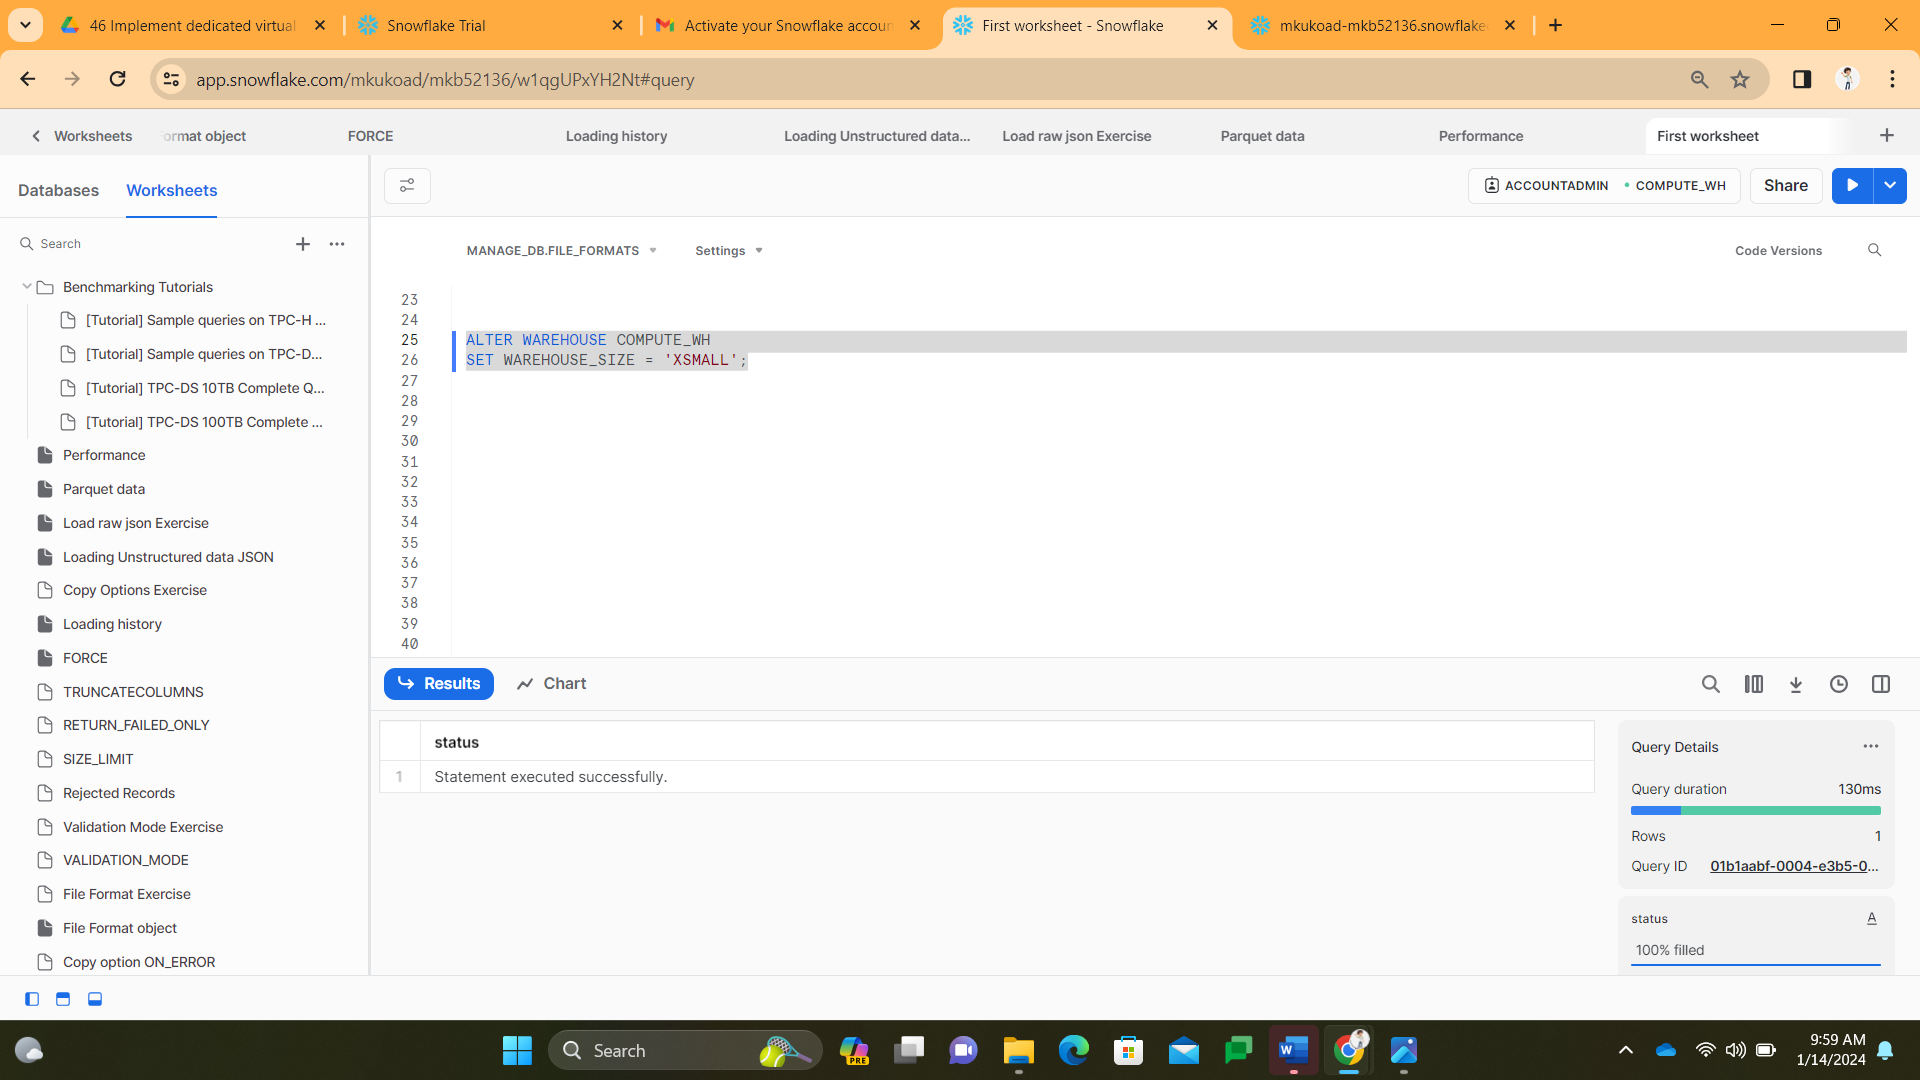 46 Implement dedicated virtual
Snowflake Trial
Activate your Snowflake accoun
First worksheet - Snowflake
mkukoad-mkb52136.snowflake
app.snowflake.com/mkukoad/mkb52136/w1qgUPxYH2Nt#query
Worksheets
ormat object
FORCE
Loading history
Loading Unstructured data...
Load raw json Exercise
Parquet data
Performance
First worksheet
Databases
Worksheets
ACCOUNTADMIN
COMPUTE_WH
Share
Search
MANAGE_DB.FILE_FORMATS
Settings
Code Versions
Benchmarking Tutorials
[Tutorial] Sample queries on TPC-H ...
[Tutorial] Sample queries on TPC-D...
[Tutorial] TPC-DS 10TB Complete Q...
[Tutorial] TPC-DS 100TB Complete ...
Performance
Parquet data
Load raw json Exercise
Loading Unstructured data JSON
Copy Options Exercise
Loading history
FORCE
TRUNCATECOLUMNS
RETURN_FAILED_ONLY
SIZE_LIMIT
Rejected Records
Validation Mode Exercise
VALIDATION_MODE
File Format Exercise
File Format object
Copy option ON_ERROR
23
24
25 ALTER WAREHOUSE COMPUTE_WH
26 SET WAREHOUSE_SIZE = 'XSMALL';
27
28
29
30
31
32
33
34
35
36
37
38
39
40
Results
Chart
status
1 Statement executed successfully.
Query Details
Query duration 130ms
Rows 1
Query ID 01b1aabf-0004-e3b5-0...
status A
100% filled
Search
PRE
W
9:59 AM
1/14/2024